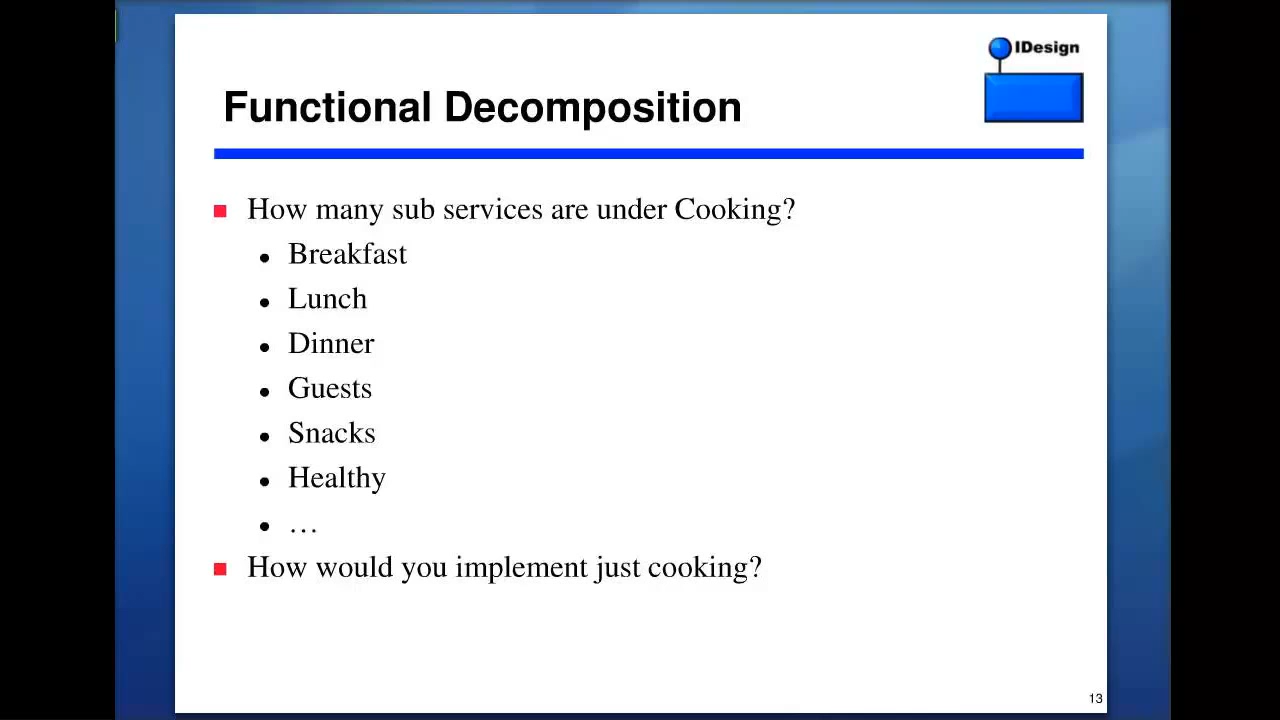 IDesign
Functional Decomposition
How many sub services are under Cooking?
Breakfast
Lunch
Dinner
Guests
Snacks
Healthy
…
How would you implement just cooking?
13